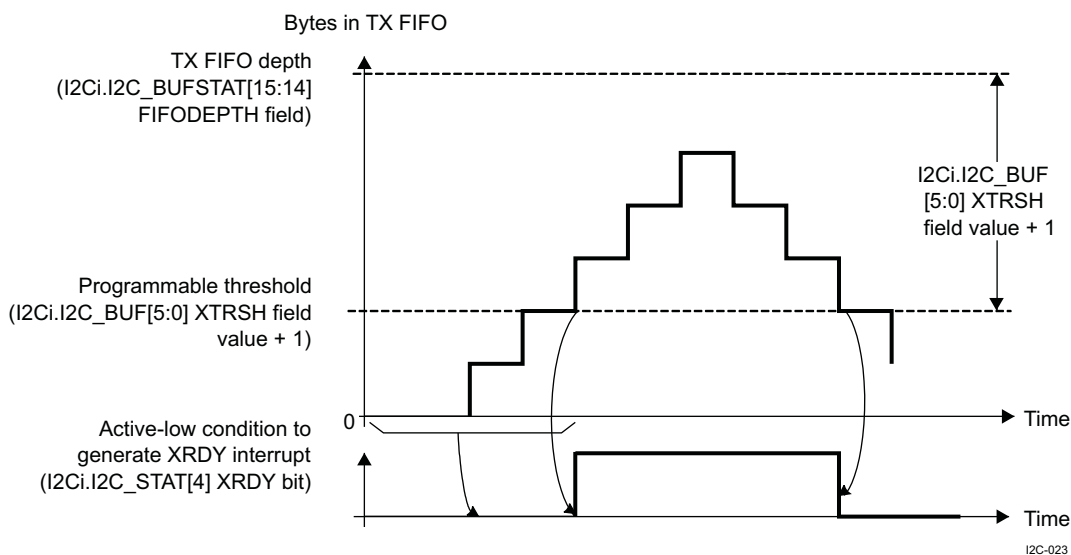 Bytes in TX FIFO
TX FIFO depth
(I2Ci.I2C_BUFSTAT[15:14]
FIFODEPTH field)
I2Ci.I2C_BUF
[5:0] XTRSH
field value + 1
Programmable threshold
(I2Ci.I2C_BUF[5:0] XTRSH field
value + 1)
0
Time
Active-low condition to
generate XRDY interrupt
(I2Ci.I2C_STAT[4] XRDY bit)
Time
I2C-023